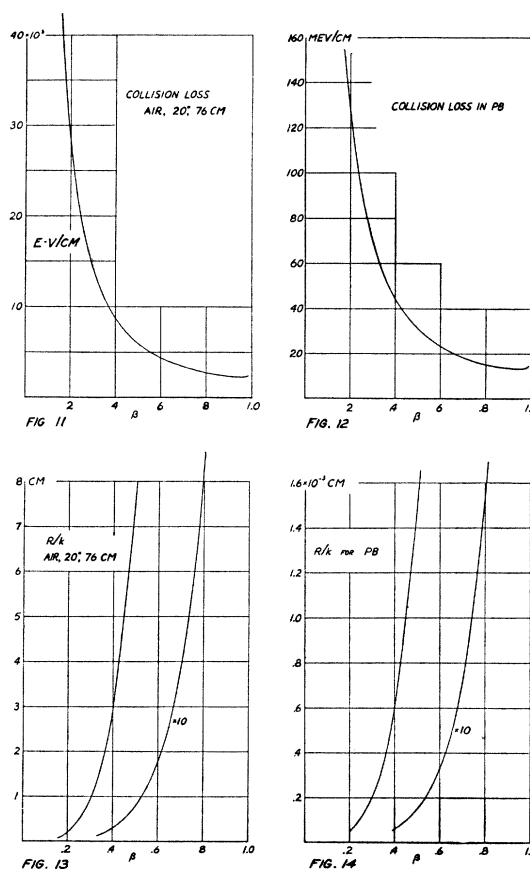 40×10³
30
20
10
COLLISION LOSS
AIR, 20°, 76 CM
E-V/CM
.2 .4 .6 .8 1.0
β
FIG 11
160
140
120
100
80
60
40
20
MEV/CM
COLLISION LOSS IN PB
.2 .4 .6 .8 1.0
β
FIG. 12
8
7
6
5
4
3
2
1
CM
R/k
AIR, 20°, 76 CM
×10
.2 .4 .6 .8 1.0
β
FIG. 13
1.6×10⁻³ CM
1.4
1.2
1.0
.8
.6
.4
.2
R/k FOR PB
×10
.2 .4 .6 .8 1.0
β
FIG. 14